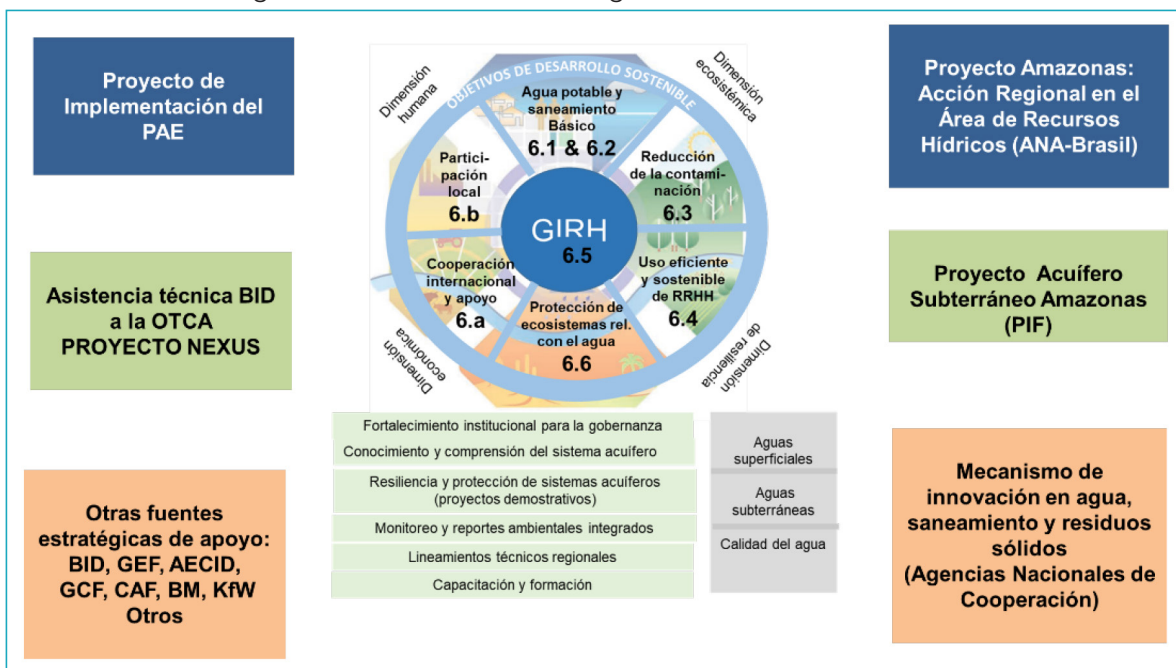 Proyecto de
Implementación del
PAE
Asistencia técnica BID
a la OTCA
PROYECTO NEXUS
Otras fuentes
estratégicas de apoyo:
BID, GEF, AECID,
GCF, CAF, BM, KfW
Otros
Dimensión
humana
OBJETIVOS DE DESARROLLO SOSTENIBLE
Dimensión
ecosistémica
Agua potable y
saneamiento
Básico
6.1 & 6.2
Partici-
pación
local
6.b
Reducción
de la contami-
nación
6.3
GIRH
6.5
Cooperación
internacional
y apoyo
6.a
Uso eficiente
y sostenible
de RRHH
6.4
Protección de
ecosistemas rel.
con el agua
6.6
Dimensión
económica
Dimensión
de resiliencia
Fortalecimiento institucional para la gobernanza
Conocimiento y comprensión del sistema acuífero
Resiliencia y protección de sistemas acuíferos
(proyectos demostrativos)
Monitoreo y reportes ambientales integrados
Lineamientos técnicos regionales
Capacitación y formación
Aguas
superficiales
Aguas
subterráneas
Calidad del agua
Proyecto Amazonas:
Acción Regional en el
Área de Recursos
Hídricos (ANA-Brasil)
Proyecto Acuífero
Subterráneo Amazonas
(PIF)
Mecanismo de
innovación en agua,
saneamiento y residuos
sólidos
(Agencias Nacionales de
Cooperación)